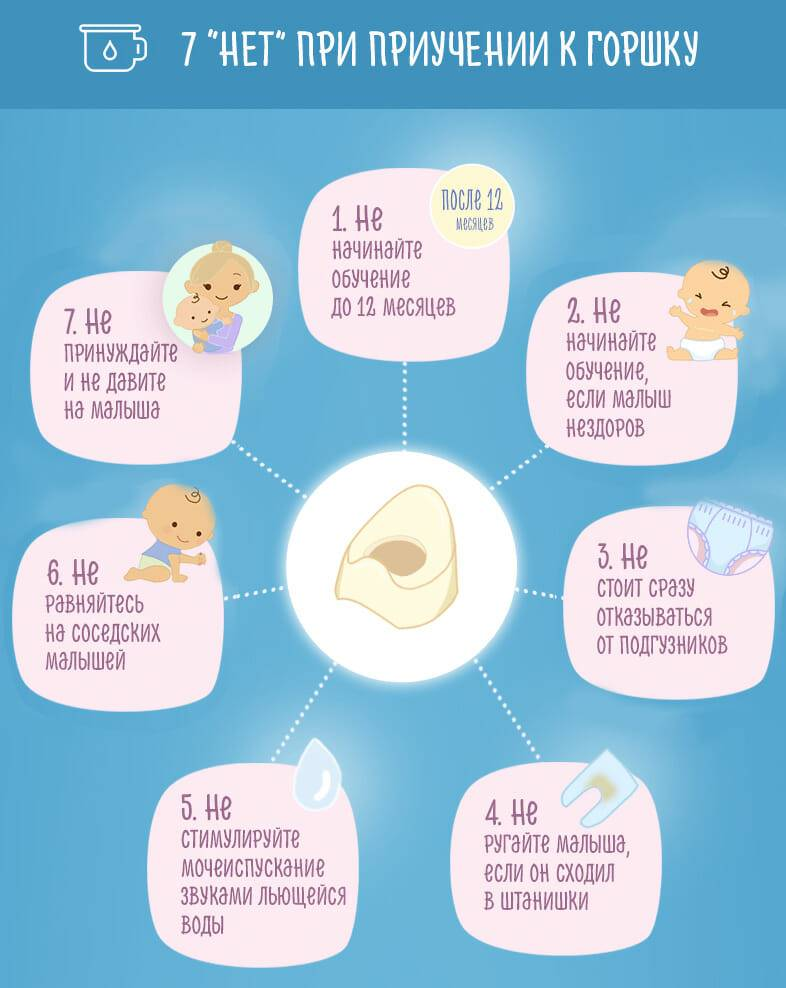 7 "НЕТ" ПРИ ПРИУЧЕНИИ К ГОРШКУ
1. Не
начинайте
обучение
до 12 месяцев
ПОСЛЕ 12
месяцев
2. Не
начинайте
обучение,
если малыш
нездоров
3. Не
стоит сразу
отказываться
от подгузников
4. Не
ругайте малыша,
если он сходил
в штанишки
5. Не
стимулируйте
мочеиспускание
звуками льющейся
воды
6. Не
равняйтесь
на соседских
малышей
7. Не
принуждайте
и не давите
на малыша